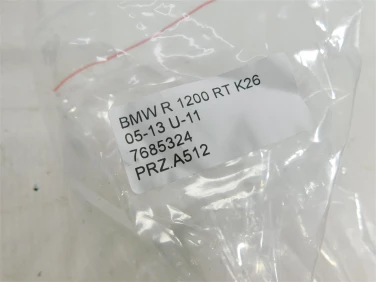 BMW R 1200 RT K26
05-13 U-11
7685324
PRZ.A512